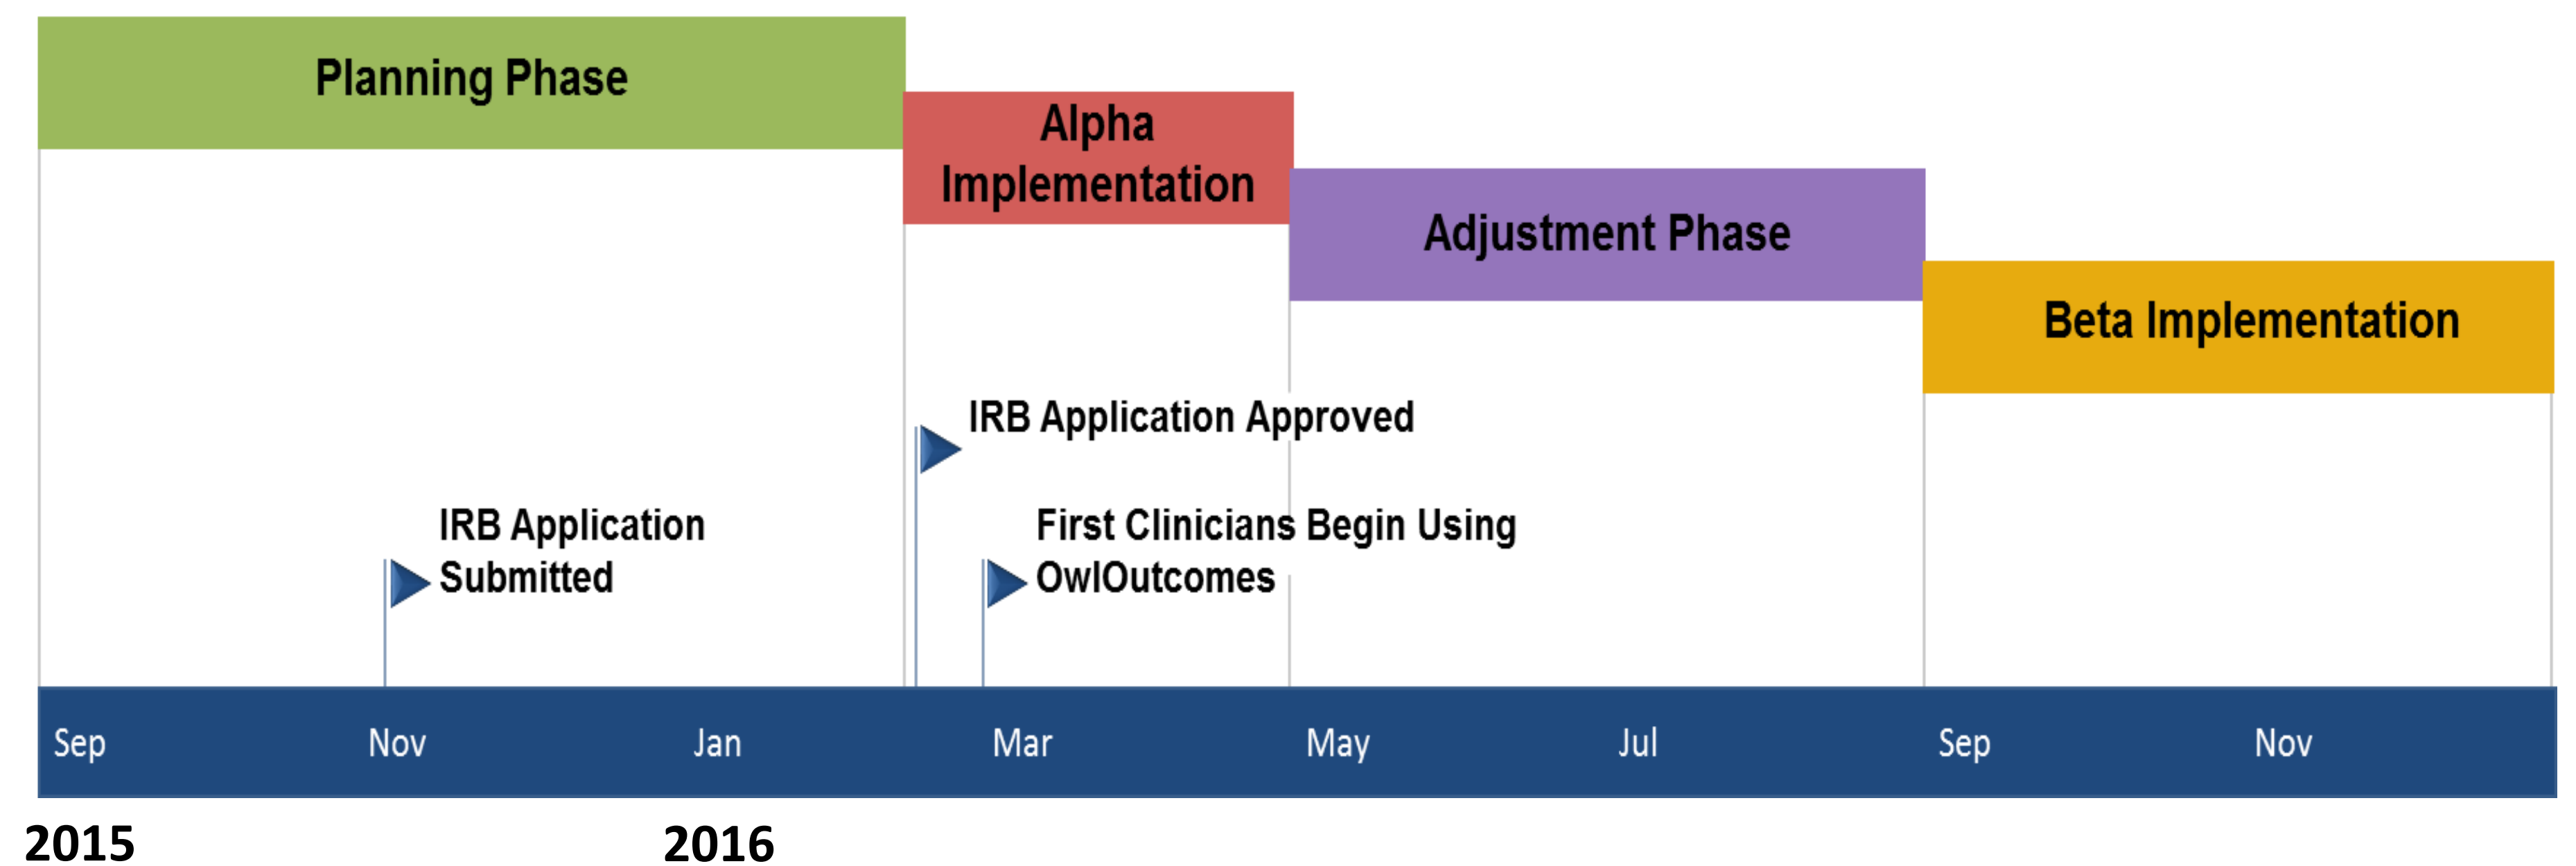 Planning Phase
Alpha
Implementation
Adjustment Phase
Beta Implementation
IRB Application Approved
IRB Application
Submitted
First Clinicians Begin Using
OwlOutcomes
Sep Nov Jan Mar May Jul Sep Nov
2015 2016